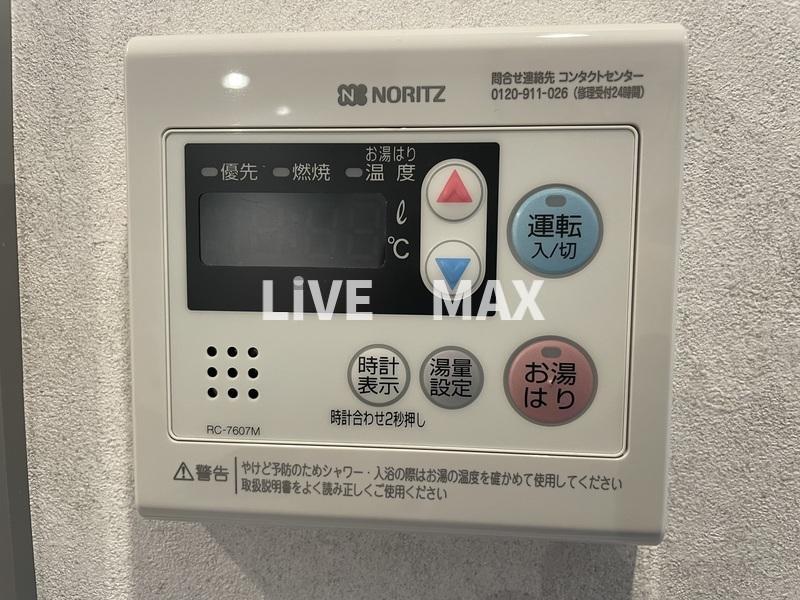 NORITZ
問合せ連絡先 コンタクトセンター
0120-911-026（修理受付24時間）
お湯はり
優先 燃焼 温度
ℓ
℃
運転
入/切
LiVE MAX
時計
表示
湯量
設定
お湯
はり
時計合わせ2秒押し
RC-7607M
警告
やけど予防のためシャワー・入浴の際はお湯の温度を確かめて使用してください
取扱説明書をよく読み正しくご使用ください